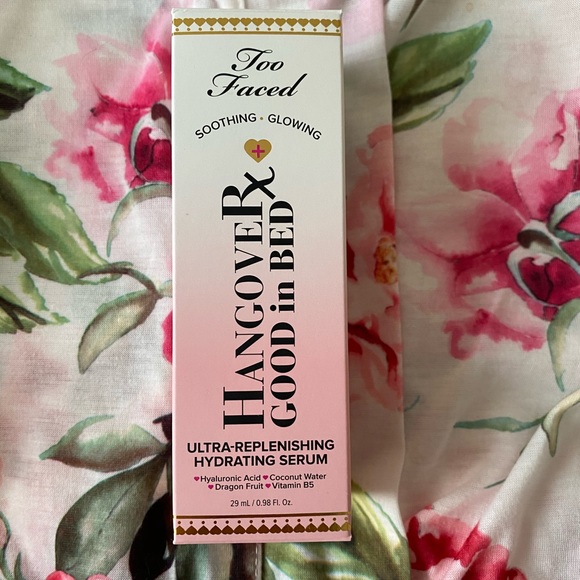 Too
Faced
SOOTHING • GLOWING
HANGOVERx
GOOD in BED
ULTRA-REPLENISHING
HYDRATING SERUM
♥Hyaluronic Acid ♥Coconut Water
♥Dragon Fruit ♥Vitamin B5
29 mL / 0.98 Fl. Oz.